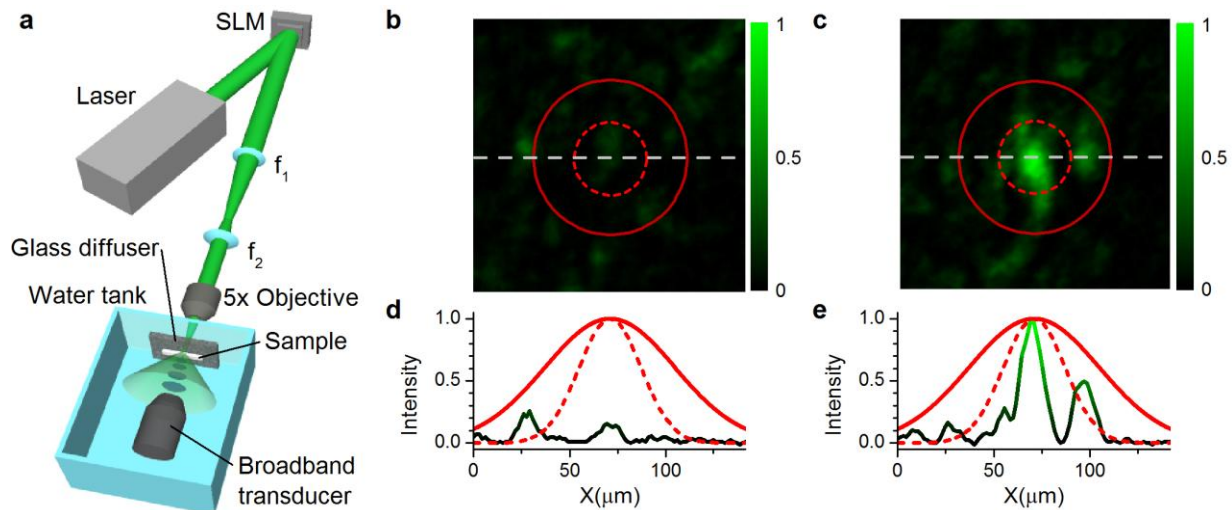 a
SLM
Laser
f1
f2
Glass diffuser
Water tank
5x Objective
Sample
Broadband
transducer
b
1
0.5
0
c
1
0.5
0
d
1.0
0.5
0.0
Intensity
0 50 100
X(μm)
e
1.0
0.5
0.0
Intensity
0 50 100
X(μm)